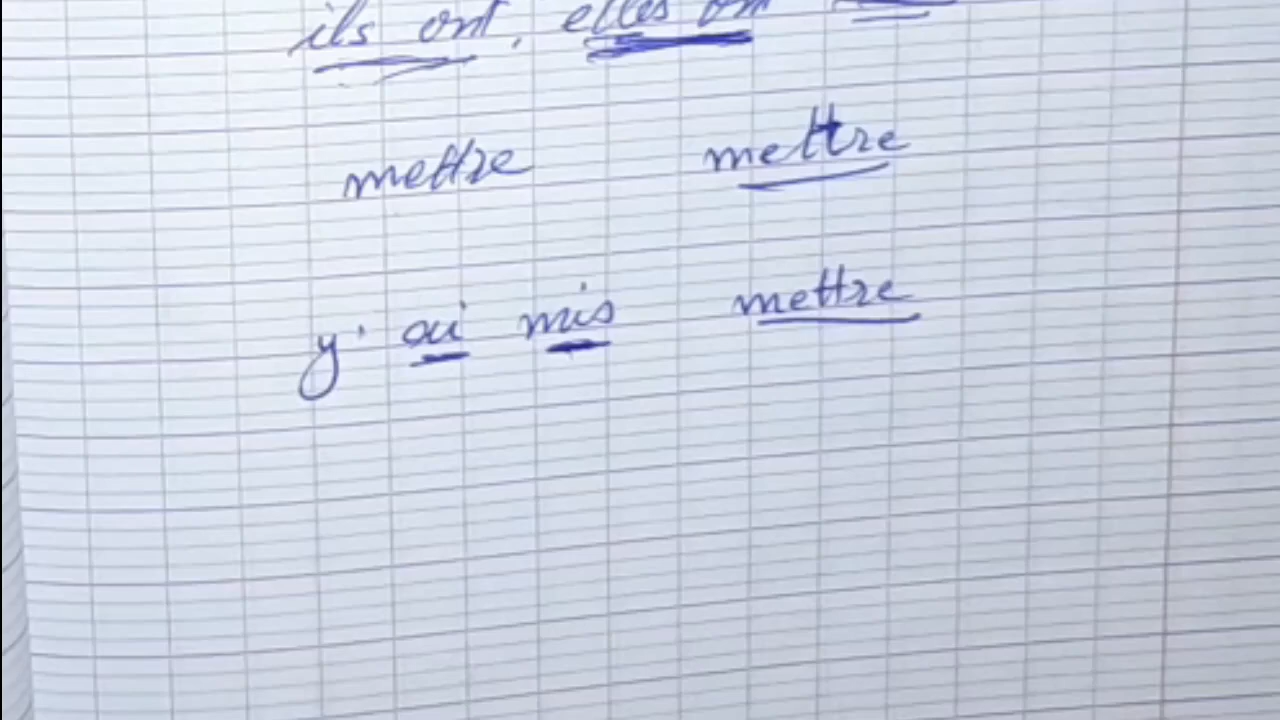 ils ont, elles ont
mettre mettre
j' ai mis mettre